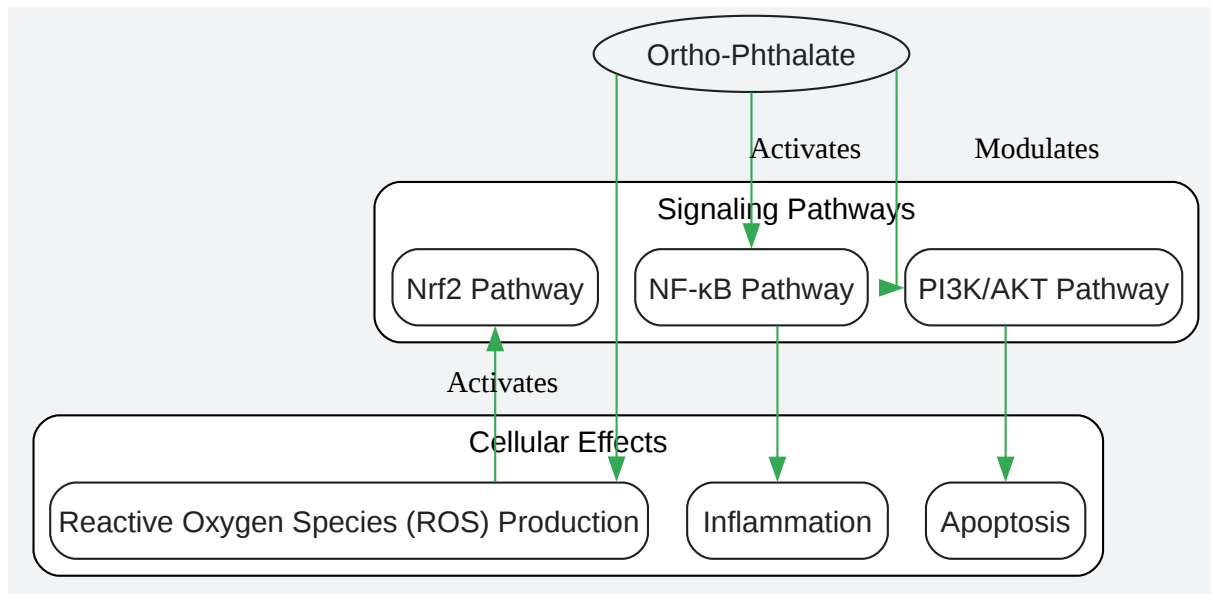 Ortho-Phthalate
Activates
Modulates
Signaling Pathways
Nrf2 Pathway
NF-κB Pathway
PI3K/AKT Pathway
Activates
Cellular Effects
Reactive Oxygen Species (ROS) Production
Inflammation
Apoptosis